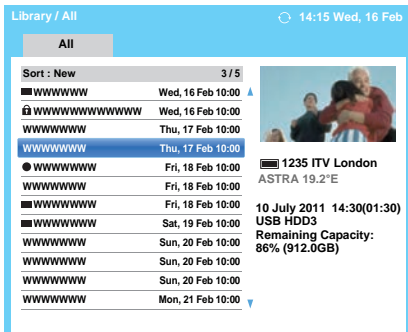 Library / All
14:15 Wed, 16 Feb
All
Sort : New 3 / 5
WWWWWW Wed, 16 Feb 10:00
WWWWWWWWWWWW Wed, 16 Feb 10:00
WWWWWWW Thu, 17 Feb 10:00
WWWWWWW Thu, 17 Feb 10:00
WWWWWWW Fri, 18 Feb 10:00
WWWWWWW Fri, 18 Feb 10:00
WWWWWW Fri, 18 Feb 10:00
WWWWWW Sat, 19 Feb 10:00
WWWWWWW Sun, 20 Feb 10:00
WWWWWWW Sun, 20 Feb 10:00
WWWWWWW Sun, 20 Feb 10:00
WWWWWWW Mon, 21 Feb 10:00
1235 ITV London
ASTRA 19.2°E
10 July 2011 14:30(01:30)
USB HDD3
Remaining Capacity:
86% (912.0GB)